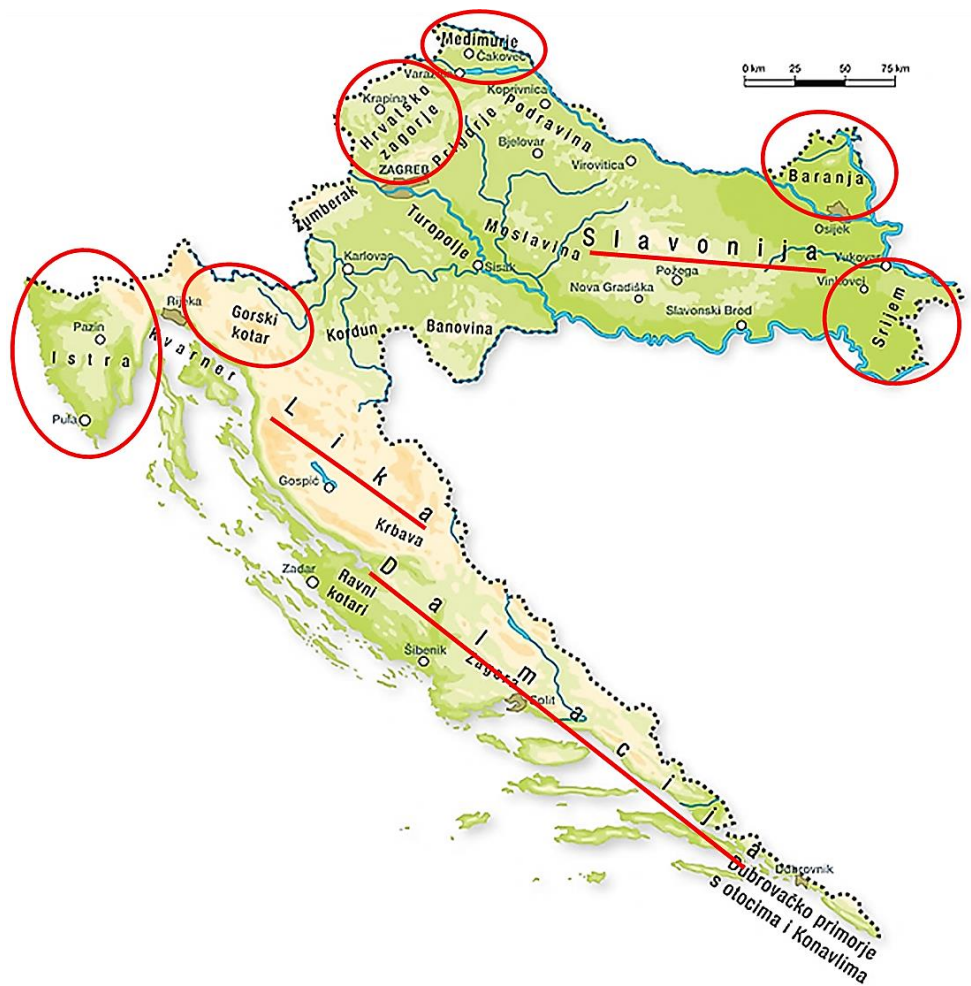 Međimurje
Čakovec
Varaždin
0 km 25 50 75 km
Koprivnica
Krapina
Hrvatsko
zagorje
Prigorje
Podravina
Bjelovar
Virovitica
ZAGREB
Baranja
Osijek
Žumberak
Turopolje
Moslavina
Slavonija
Vukovar
Karlovac
Sisak
Požega
Vinkovci
Nova Gradiška
Slavonski Brod
Srijem
Rijeka
Gorski
kotar
Kordun
Banovina
Pazin
Istra
Kvarner
Pula
Lika
Gospić
Krbava
Dalmacija
Zadar
Ravni
kotari
Šibenik
Zagora
Split
Dubrovnik
Dubrovačko primorje
s otocima i Konavlima